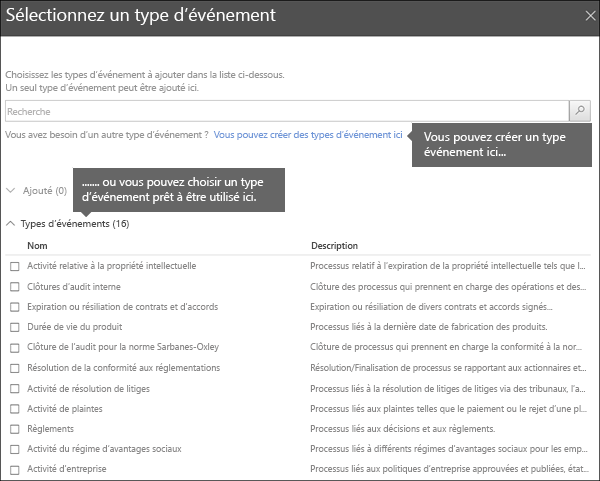 Sélectionnez un type d'événement
Choisissez les types d'événement à ajouter dans la liste ci-dessous.
Un seul type d'événement peut être ajouté ici.
Recherche
Vous avez besoin d'un autre type d'événement ? Vous pouvez créer des types d'événement ici
Vous pouvez créer un type
événement ici...
....... ou vous pouvez choisir un type
d'événement prêt à être utilisé ici.
Ajouté (0)
Types d'événements (16)
Nom Description
Activité relative à la propriété intellectuelle Processus relatif à l'expiration de la propriété intellectuelle tels que l...
Clôtures d'audit interne Clôture des processus qui prennent en charge des opérations et des...
Expiration ou résiliation de contrats et d'accords Expiration ou résiliation de divers contrats et accords signés...
Durée de vie du produit Processus liés à la dernière date de fabrication des produits.
Clôture de l'audit pour la norme Sarbanes-Oxley Clôture de processus qui prennent en charge la conformité à la nor...
Résolution de la conformité aux réglementations Résolution/Finalisation de processus se rapportant aux actionnaires et...
Activité de résolution de litiges Processus liés à la résolution de litiges de litiges via des tribunaux, l'a...
Activité de plaintes Processus liés aux plaintes telles que le paiement ou le rejet d'une pl...
Règlements Processus liés aux décisions et aux règlements.
Activité du régime d'avantages sociaux Processus liés à différents régimes d'avantages sociaux pour les emp...
Activité d'entreprise Processus liés aux politiques d'entreprise approuvées et publiées, état...